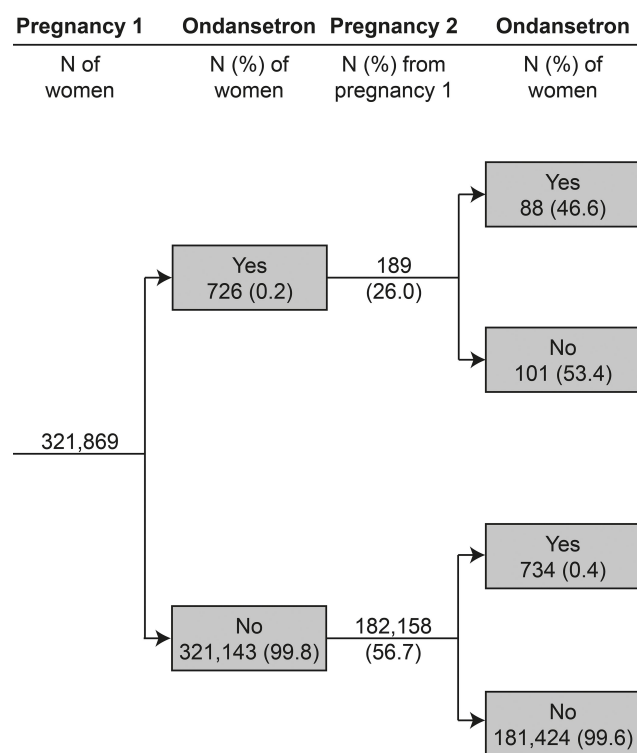 Pregnancy 1 Ondansetron Pregnancy 2 Ondansetron
N of women
N (%) of women
N (%) from pregnancy 1
N (%) of women
Yes
88 (46.6)
Yes
726 (0.2)
189
(26.0)
No
101 (53.4)
321,869
Yes
734 (0.4)
No
321,143 (99.8)
182,158
(56.7)
No
181,424 (99.6)